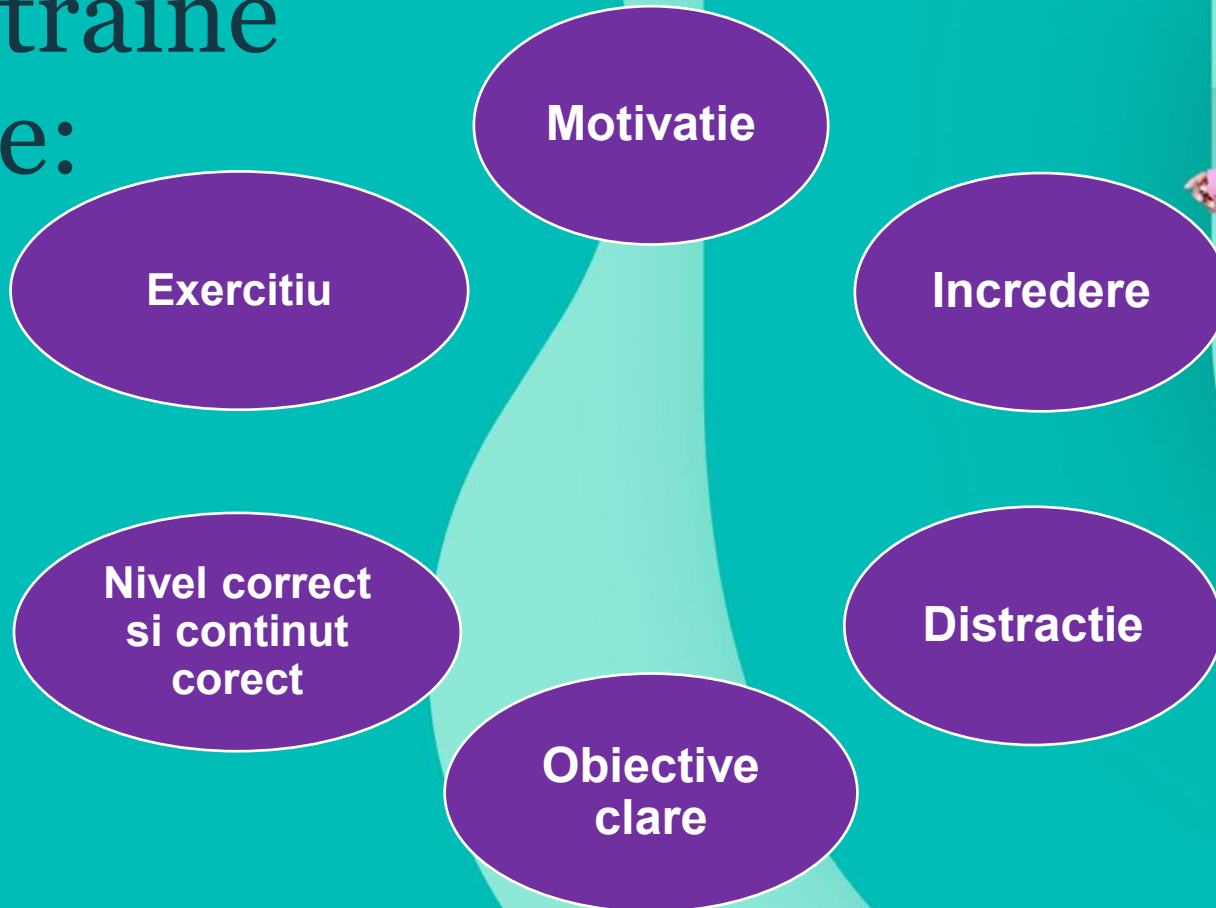 traine
e:
Motivatie
Exercitiu
Incredere
Nivel correct
si continut
corect
Distractie
Obiective
clare